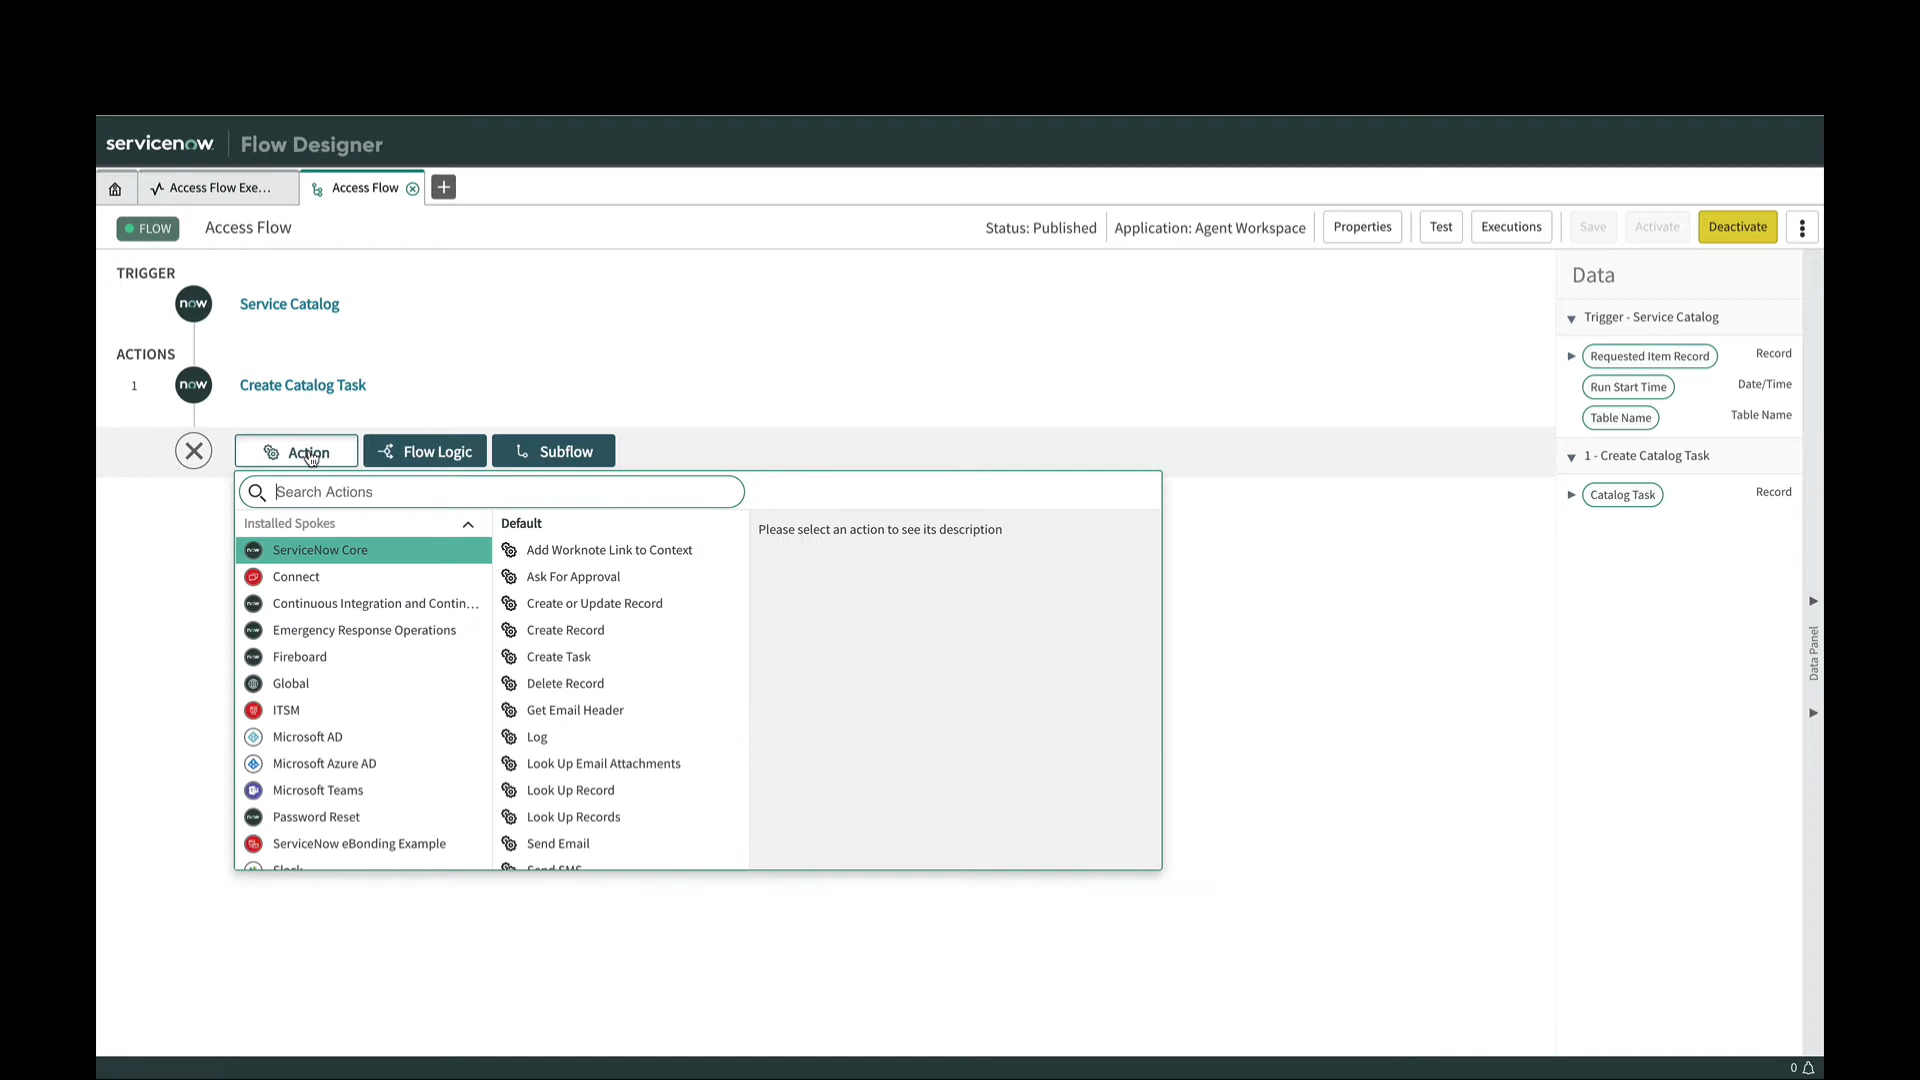 servicenow Flow Designer
Access Flow Exe... Access Flow
FLOW Access Flow Status: Published Application: Agent Workspace Properties Test Executions Save Activate Deactivate
TRIGGER
now Service Catalog
ACTIONS
1 now Create Catalog Task
Action Flow Logic Subflow
Search Actions
Installed Spokes
ServiceNow Core
Connect
Continuous Integration and Contin...
Emergency Response Operations
Fireboard
Global
ITSM
Microsoft AD
Microsoft Azure AD
Microsoft Teams
Password Reset
ServiceNow eBonding Example
Slack
Default
Add Worknote Link to Context
Ask For Approval
Create or Update Record
Create Record
Create Task
Delete Record
Get Email Header
Log
Look Up Email Attachments
Look Up Record
Look Up Records
Send Email
Send SMS
Please select an action to see its description
Data
Trigger - Service Catalog
Requested Item Record Record
Run Start Time Date/Time
Table Name Table Name
1 - Create Catalog Task
Catalog Task Record
Data Panel
0